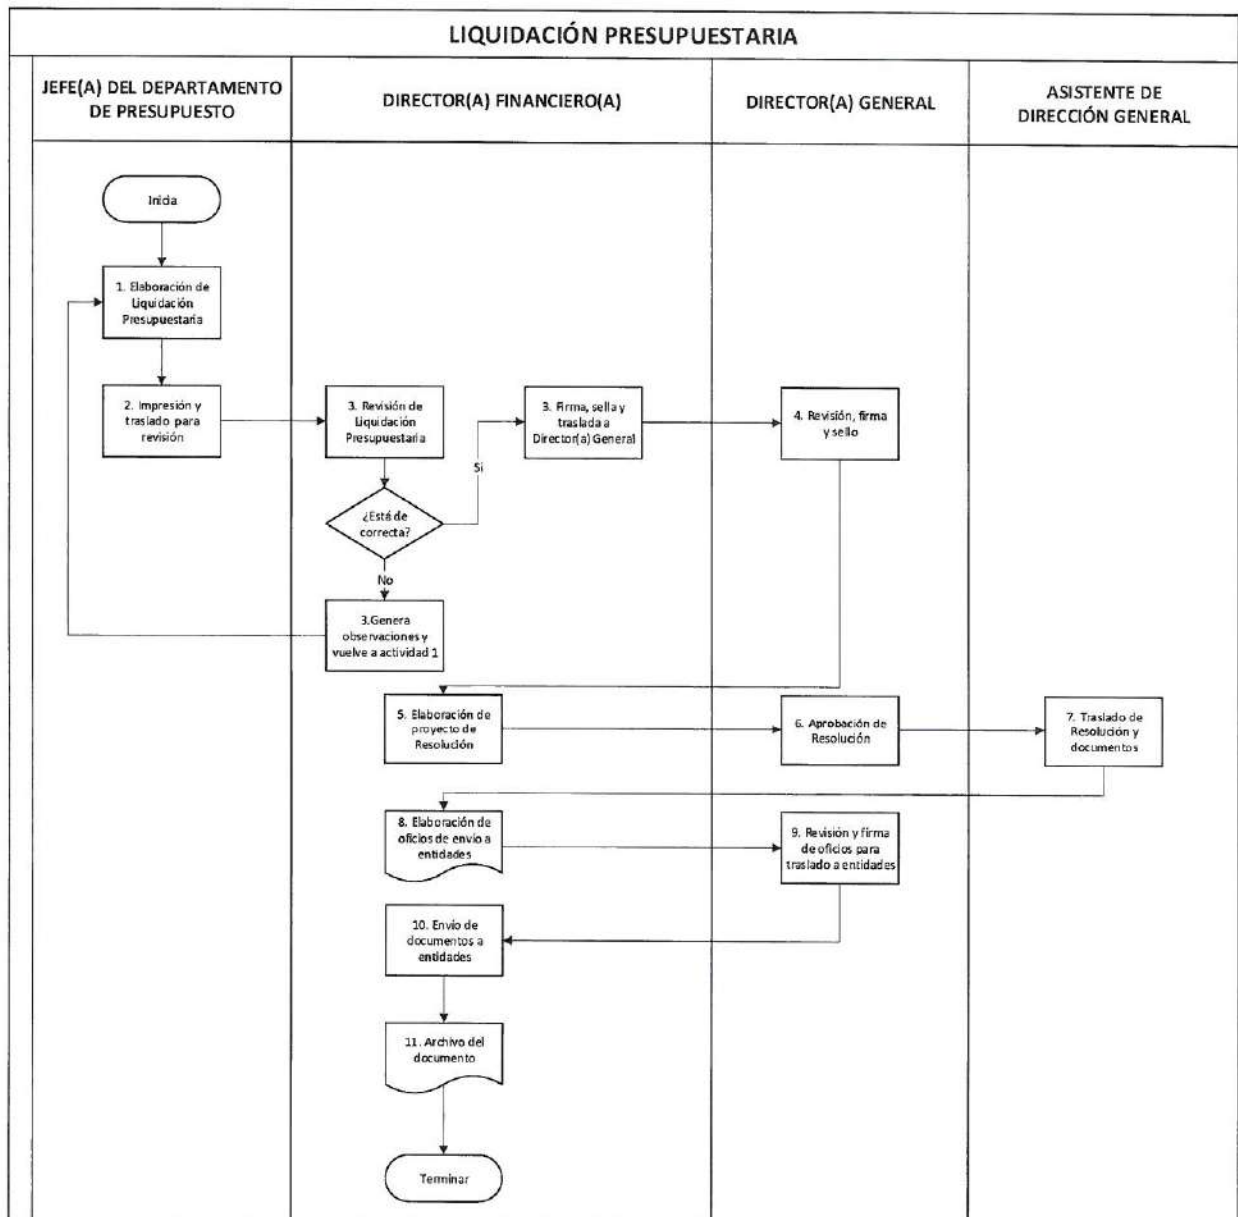 LIQUIDACIÓN PRESUPUESTARIA
JEFE(A) DEL DEPARTAMENTO
DE PRESUPUESTO
DIRECTOR(A) FINANCIERO(A)
DIRECTOR(A) GENERAL
ASISTENTE DE
DIRECCIÓN GENERAL
Inicia
1. Elaboración de
Liquidación
Presupuestaria
2. Impresión y
traslado para
revisión
3. Revisión de
Liquidación
Presupuestaria
3. Firma, sella y
traslada a
Director(a) General
4. Revisión, firma
y sello
Si
¿Está de
correcta?
No
3.Genera
observaciones y
vuelve a actividad 1
5. Elaboración de
proyecto de
Resolución
6. Aprobación de
Resolución
7. Traslado de
Resolución y
documentos
8. Elaboración de
oficios de envío a
entidades
9. Revisión y firma
de oficios para
traslado a entidades
10. Envío de
documentos a
entidades
11. Archivo del
documento
Terminar